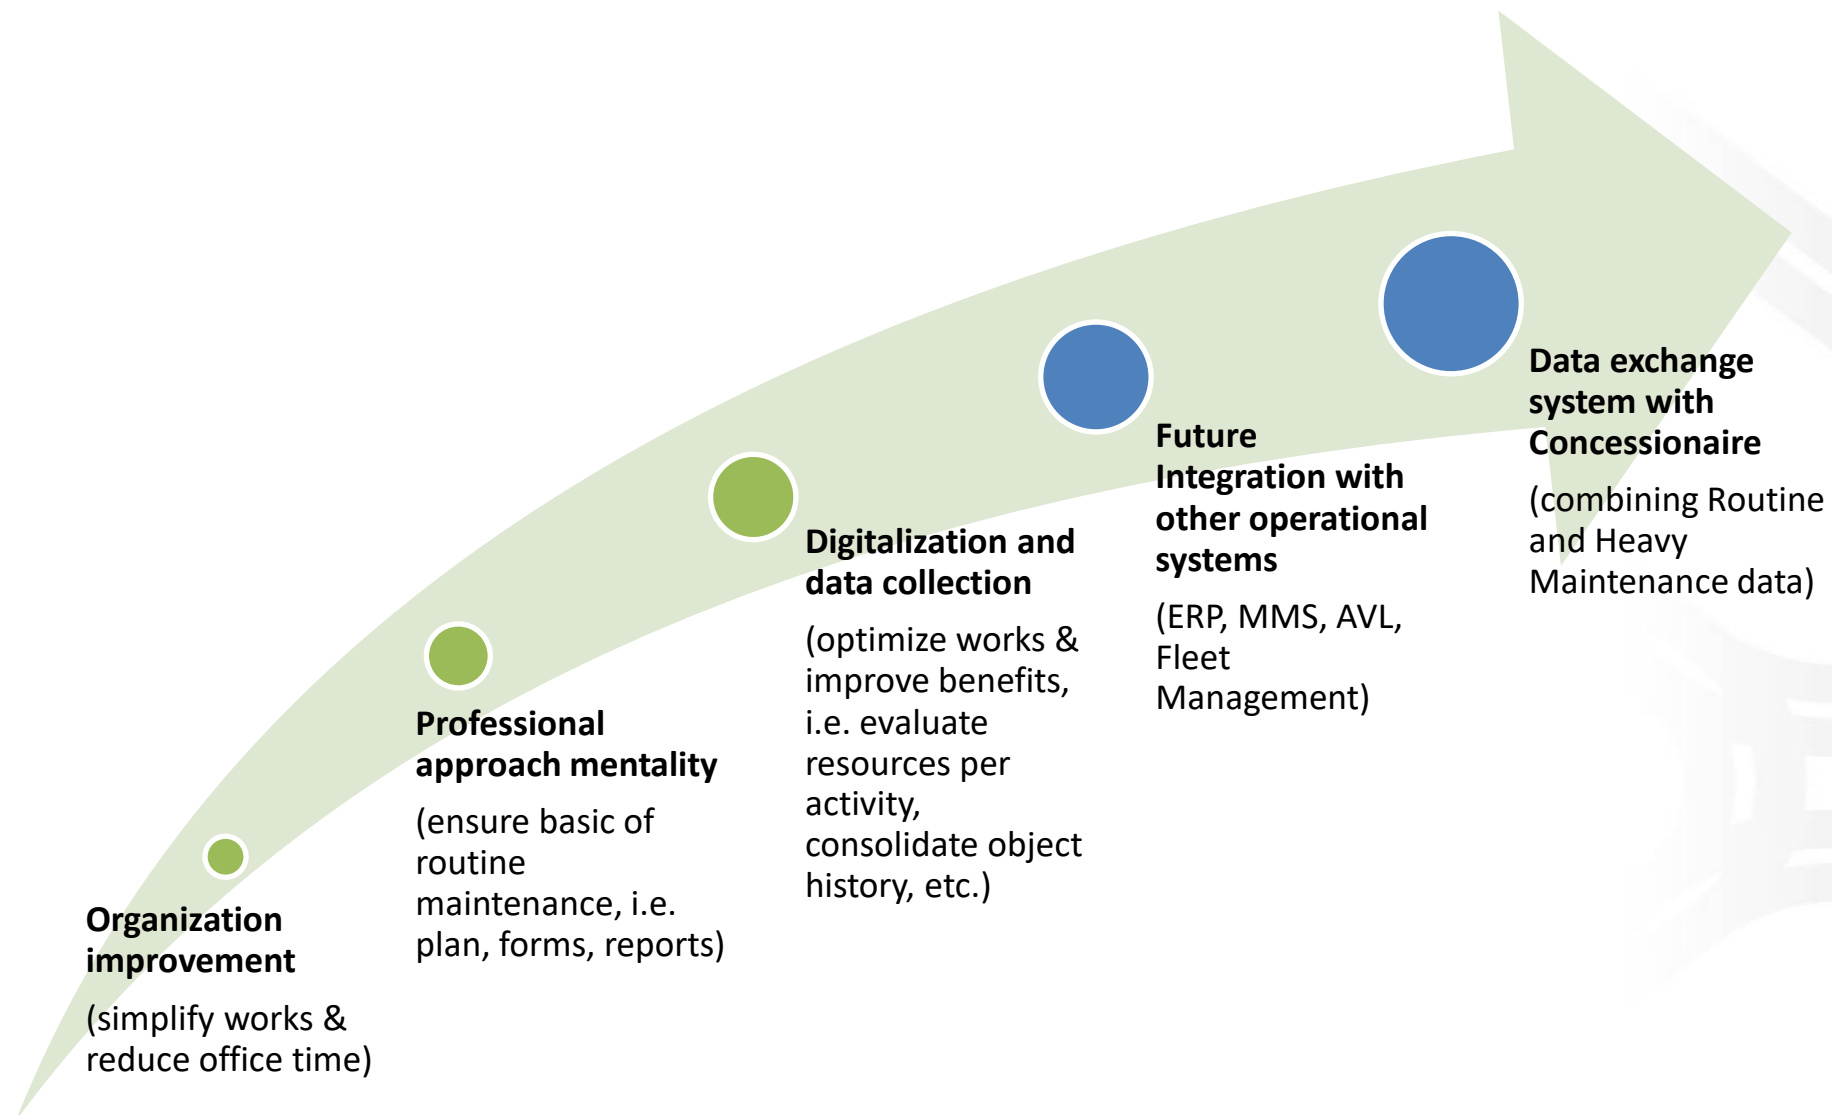 Organization
improvement
(simplify works &
reduce office time)
Professional
approach mentality
(ensure basic of
routine
maintenance, i.e.
plan, forms, reports)
Digitalization and
data collection
(optimize works &
improve benefits,
i.e. evaluate
resources per
activity,
consolidate object
history, etc.)
Future
Integration with
other operational
systems
(ERP, MMS, AVL,
Fleet
Management)
Data exchange
system with
Concessionaire
(combining Routine
and Heavy
Maintenance data)